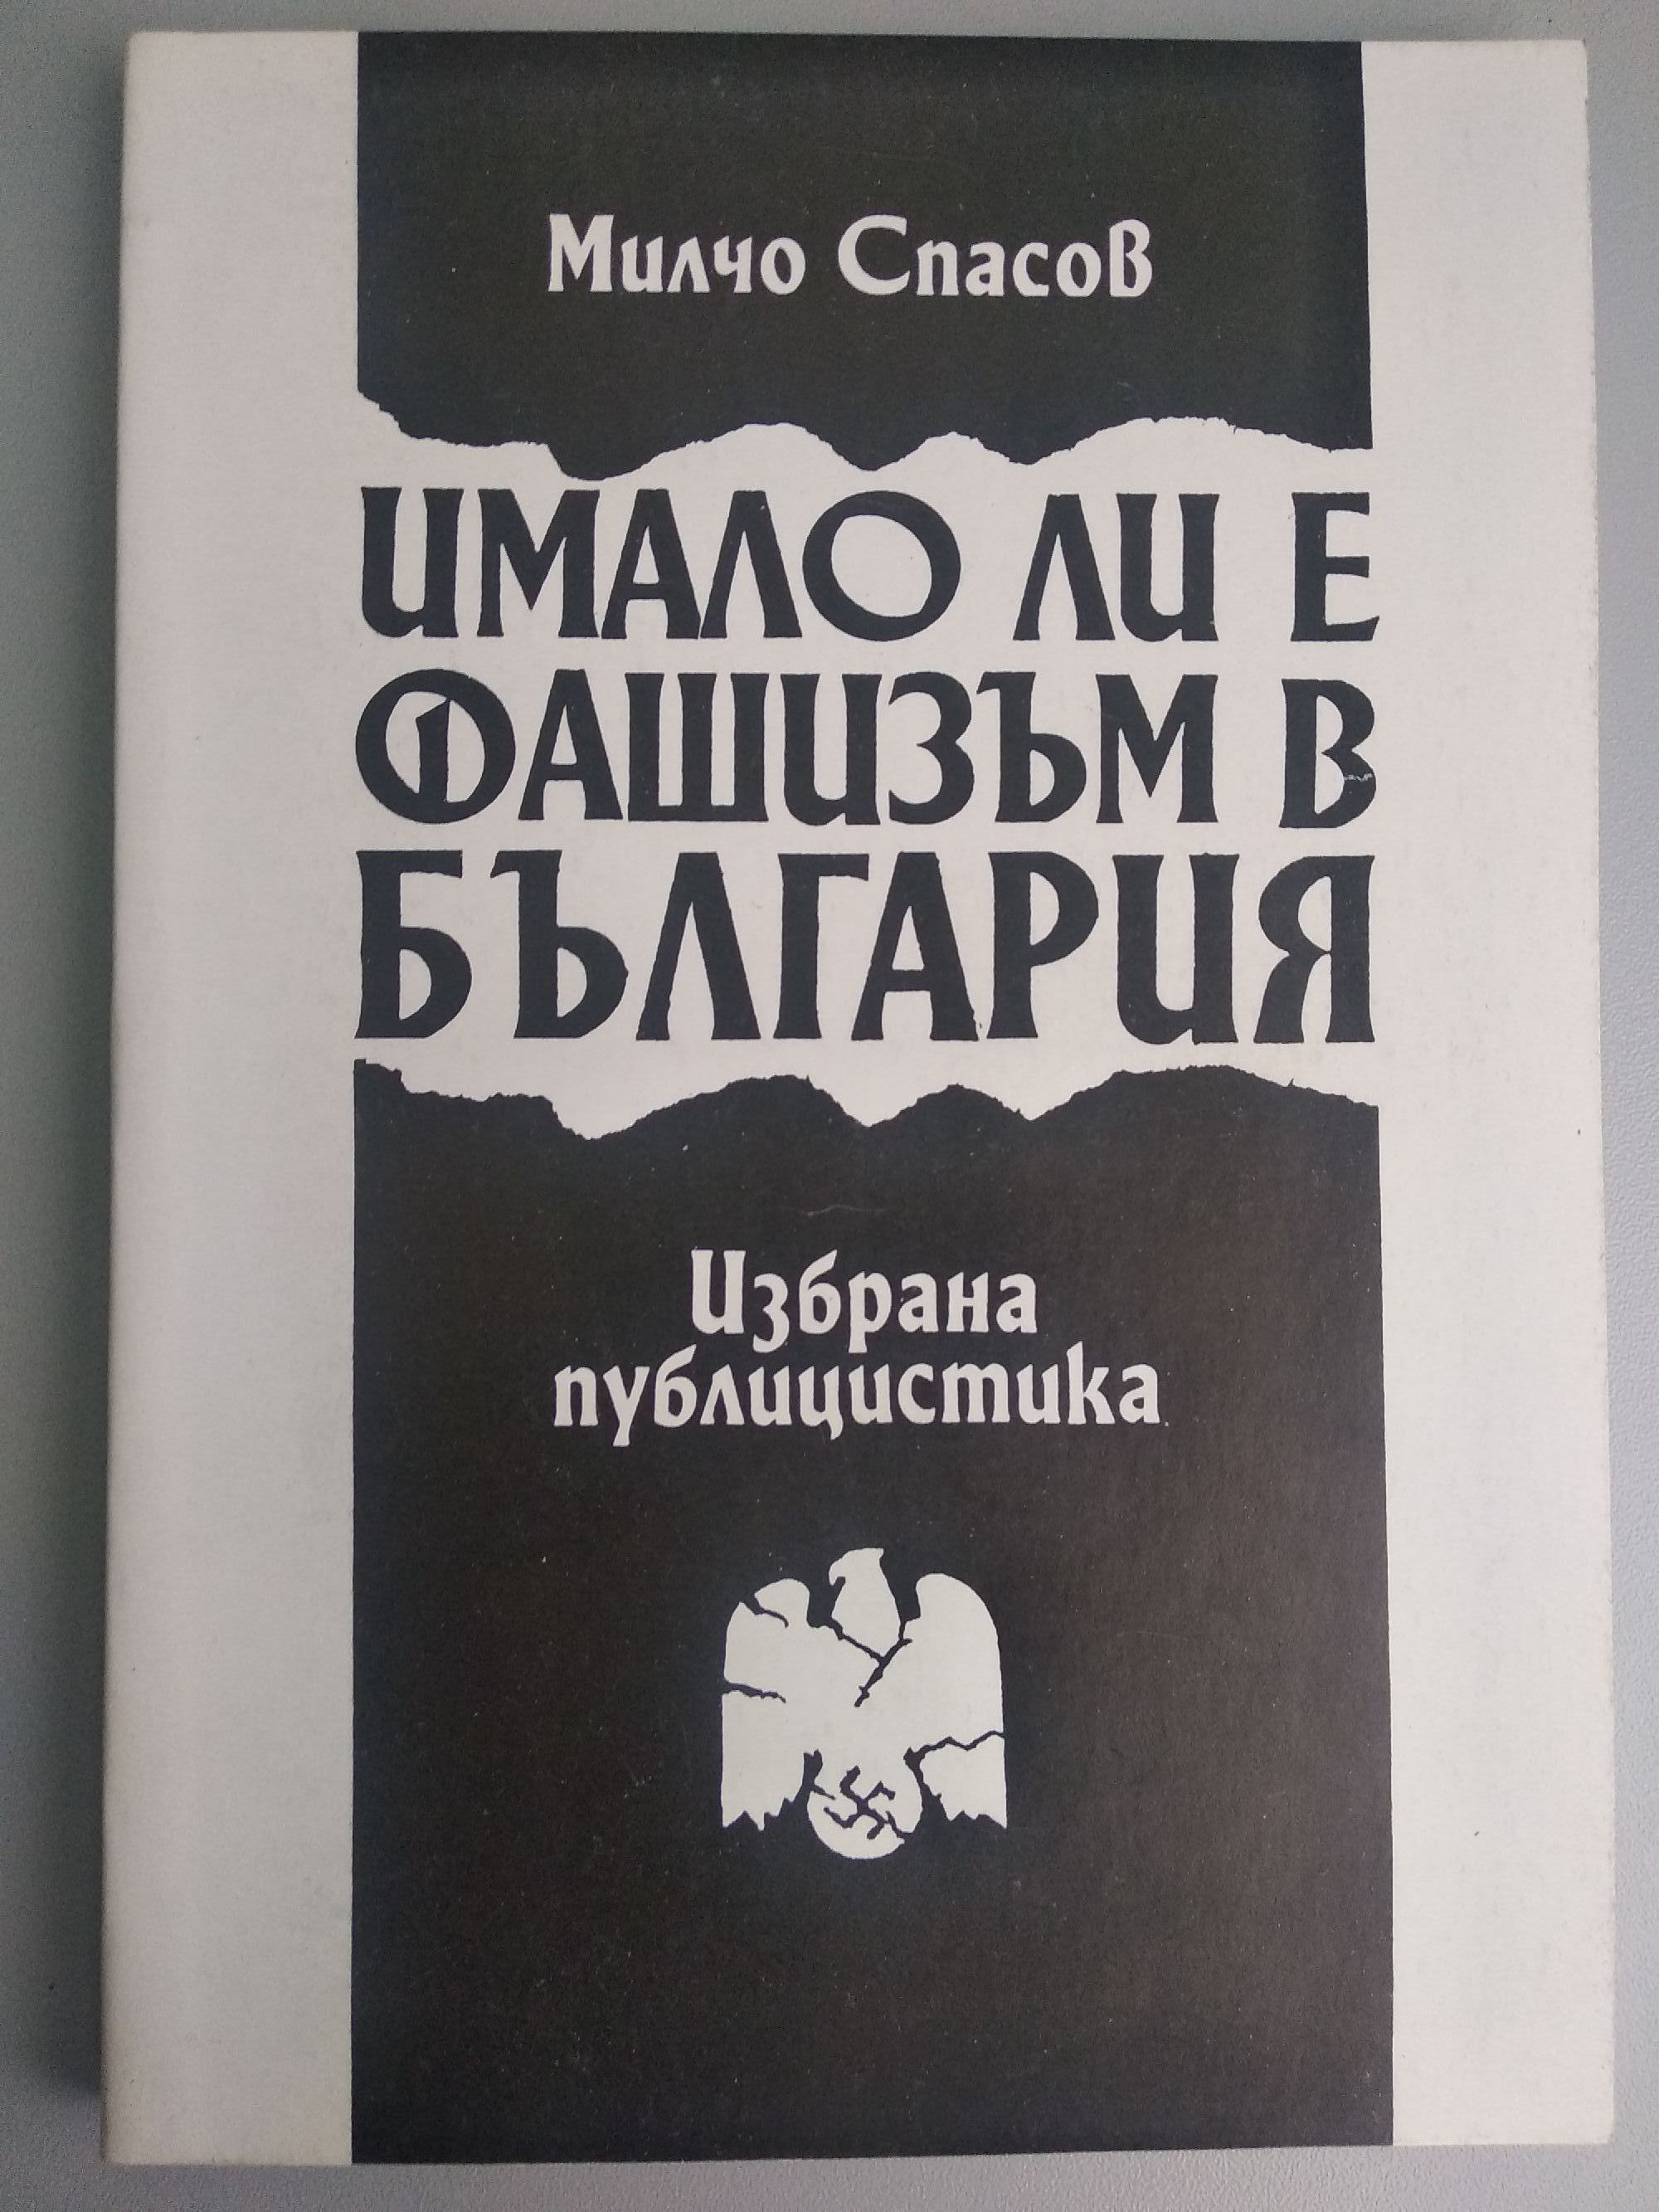 Милчо Спасов
ИМАЛО ЛИ Е
ФАШИЗЪМ В
БЪЛГАРИЯ
Избрана
публицистика